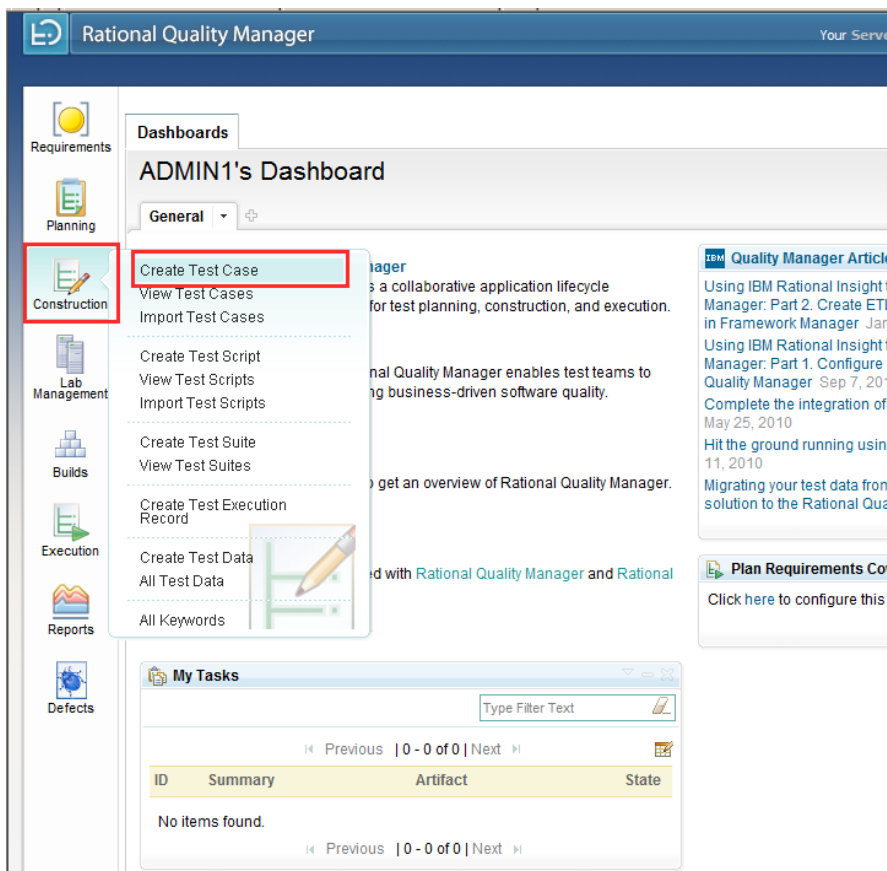 Rational Quality Manager
Your Serve
Requirements
Planning
Construction
Lab
Management
Builds
Execution
Reports
Defects
Dashboards
ADMIN1's Dashboard
General
Create Test Case
View Test Cases
Import Test Cases
Create Test Script
View Test Scripts
Import Test Scripts
Create Test Suite
View Test Suites
Create Test Execution
Record
Create Test Data
All Test Data
All Keywords
s a collaborative application lifecycle
for test planning, construction, and execution.
nal Quality Manager enables test teams to
business-driven software quality.
get an overview of Rational Quality Manager.
ed with Rational Quality Manager and Rational
My Tasks
Type Filter Text
Previous | 0 - 0 of 0 | Next
ID Summary Artifact State
No items found.
Previous | 0 - 0 of 0 | Next
IBM Quality Manager Article
Using IBM Rational Insight t
Manager: Part 2. Create ETL
in Framework Manager Jan
Using IBM Rational Insight t
Manager: Part 1. Configure
Quality Manager Sep 7, 201
Complete the integration of
May 25, 2010
Hit the ground running usin
11, 2010
Migrating your test data from
solution to the Rational Qua
Plan Requirements Cov
Click here to configure this